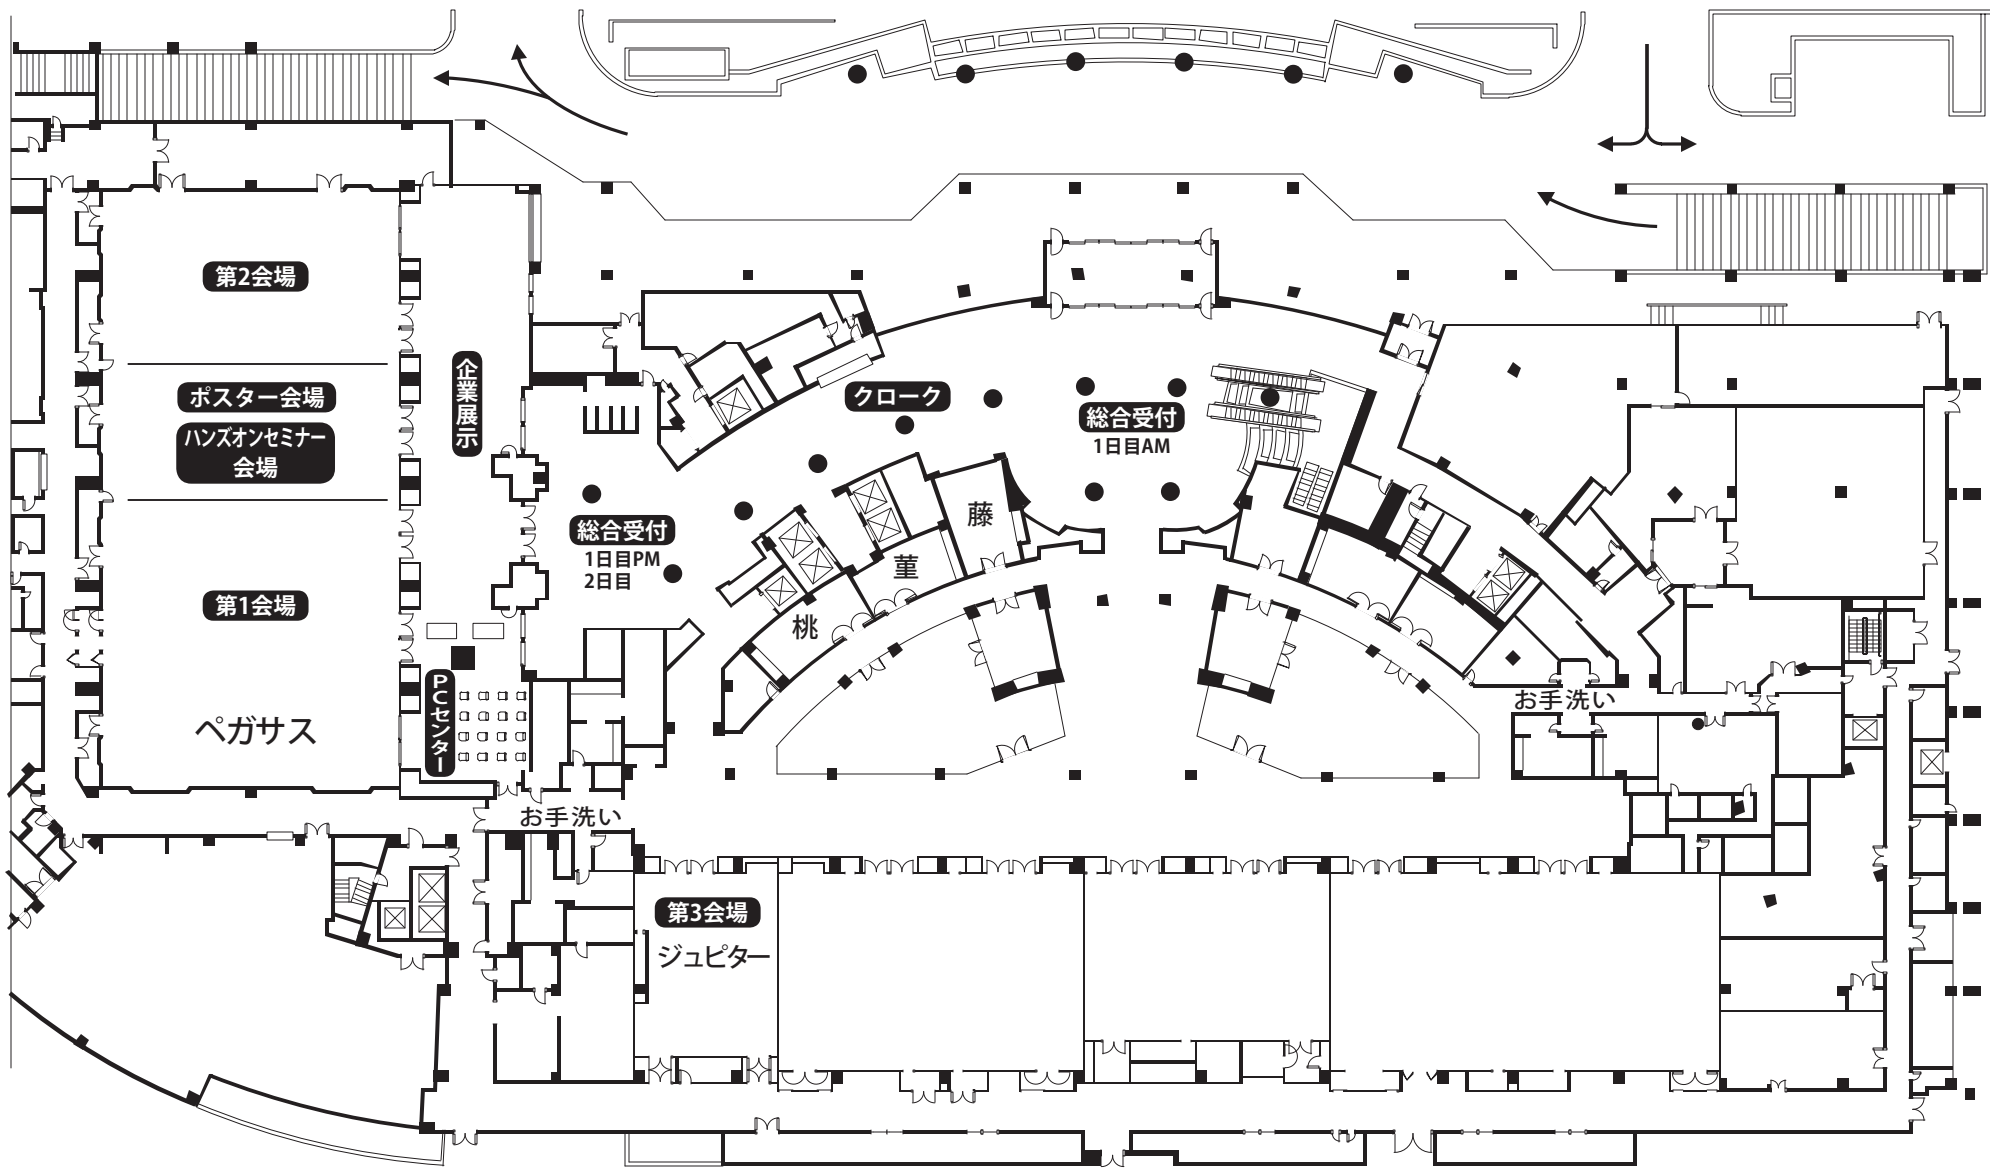 第2会場
ポスター会場
ハンズオンセミナー
会場
第1会場
ペガサス
企業展示
PCセンター
クローク
総合受付
1日目AM
総合受付
1日目PM
2日目
藤
菫
桃
お手洗い
お手洗い
第3会場
ジュピター